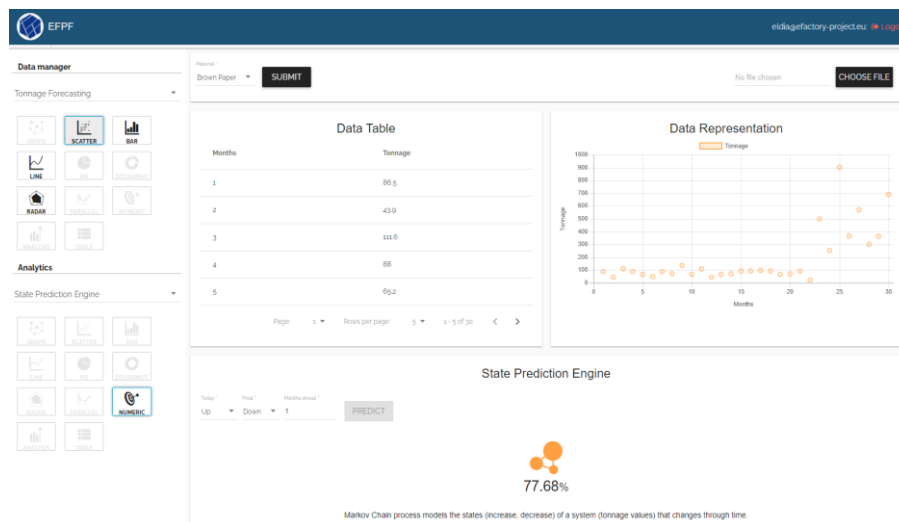 EFPF
eldia@efactory-project.eu: Logo
Data manager
Tonnage Forecasting
GRAPH SCATTER BAR
LINE PIE DOUGHNUT
RADAR PARALLEL NUMERIC
ANALYSIS TABLE
Analytics
State Prediction Engine
GRAPH SCATTER BAR
LINE PIE DOUGHNUT
RADAR PARALLEL NUMERIC
ANALYSIS TABLE
Material *
Brown Paper SUBMIT
No file chosen CHOOSE FILE
Data Table
Months Tonnage
1 86.5
2 43.9
3 111.6
4 88
5 65.2
Page: 1 Rows per page: 5 1 - 5 of 30
Data Representation
Tonnage
1000
900
800
700
600
500
400
300
200
100
0
Tonnage
0 5 10 15 20 25 30
Months
State Prediction Engine
Today * Final * Months ahead *
Up Down 1 PREDICT
77.68%
Markov Chain process models the states (increase, decrease) of a system (tonnage values) that changes through time.